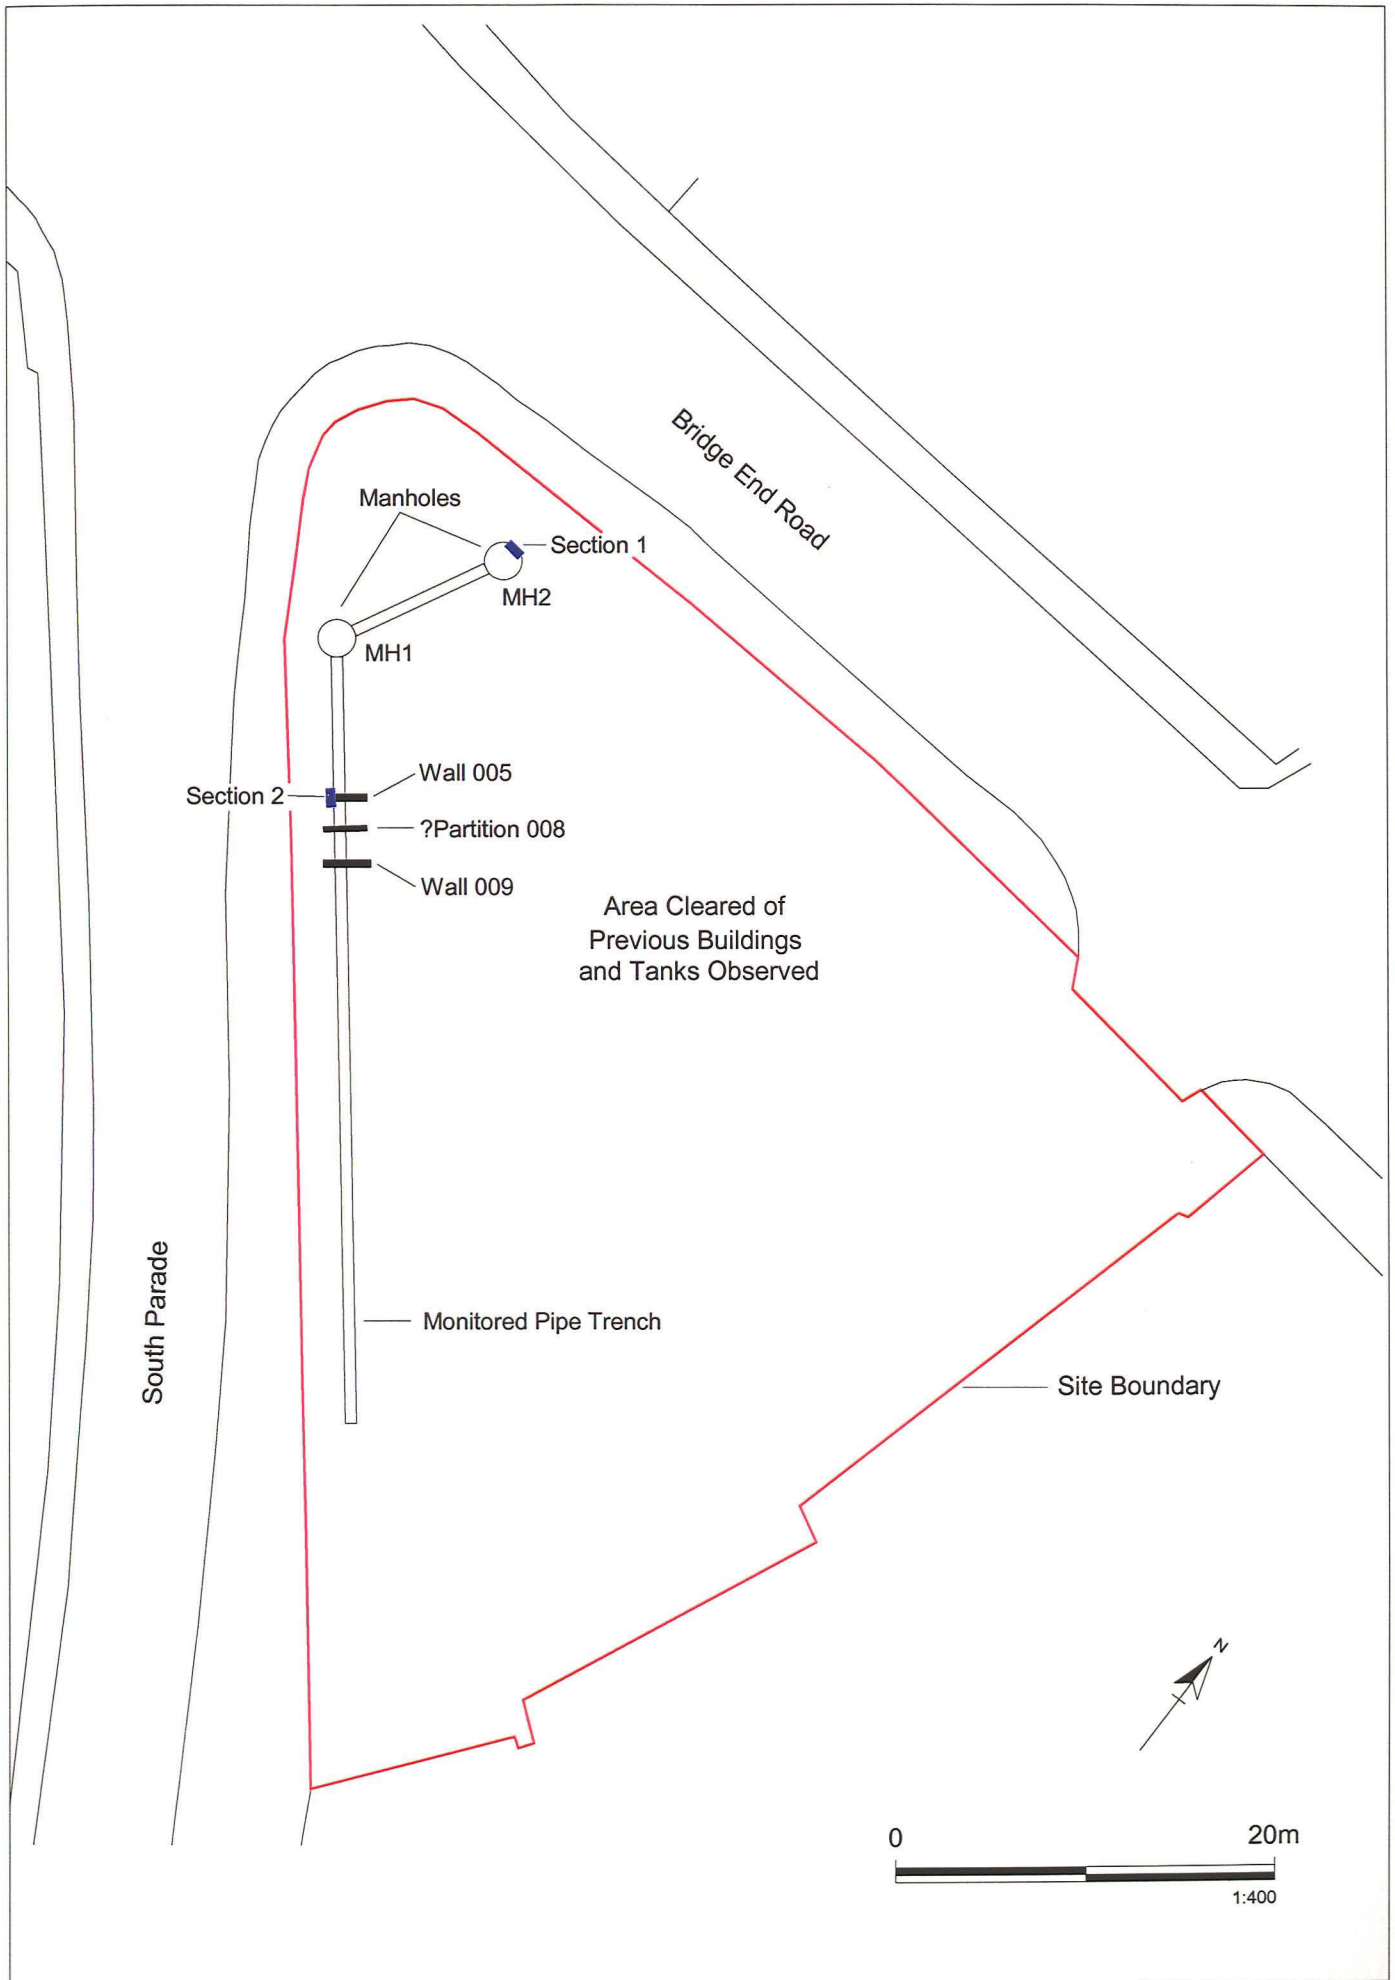 Bridge End Road
Manholes
Section 1
MH2
MH1
Wall 005
Section 2
?Partition 008
Wall 009
Area Cleared of
Previous Buildings
and Tanks Observed
South Parade
Monitored Pipe Trench
Site Boundary
N
0
20m
1:400